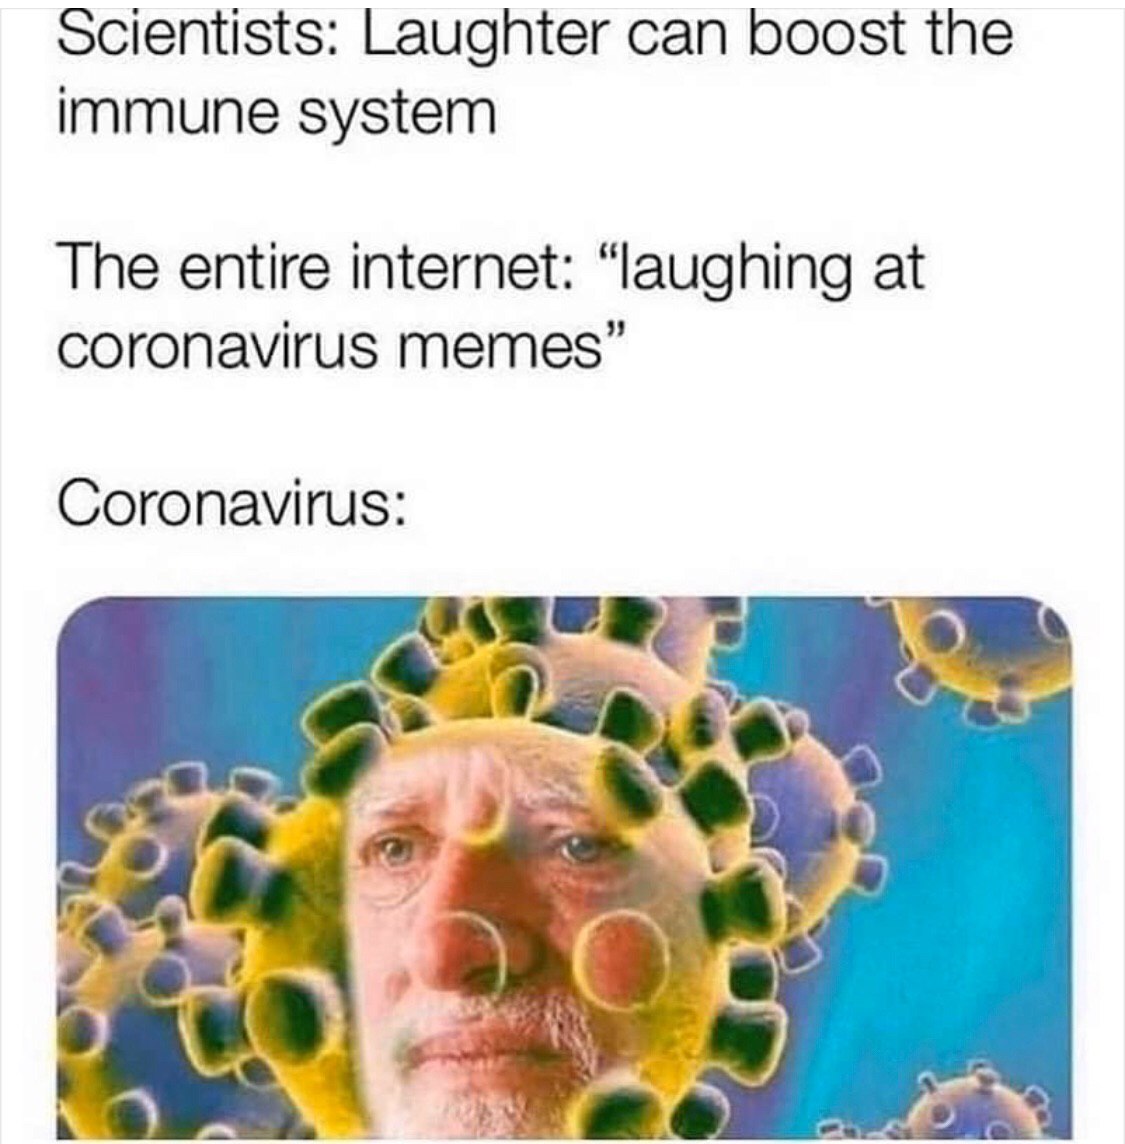 Scientists: Laughter can boost the
immune system
The entire internet: “laughing at
coronavirus memes”
Coronavirus: